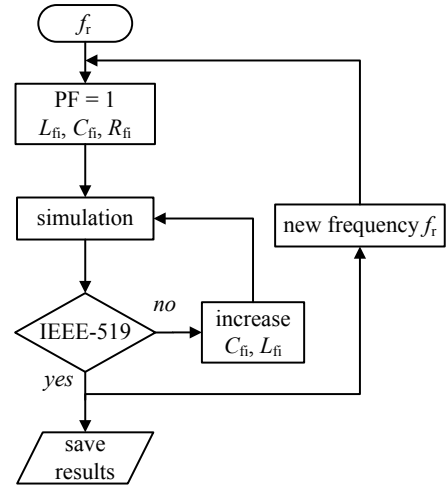 fr
PF = 1
Lfi, Cfi, Rfi
simulation
new frequency fr
IEEE-519
no
increase
Cfi, Lfi
yes
save
results